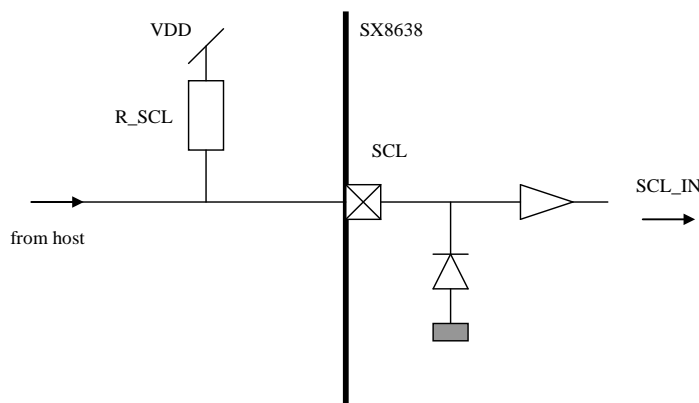 VDD
SX8638
R_SCL
SCL
SCL_IN
from host